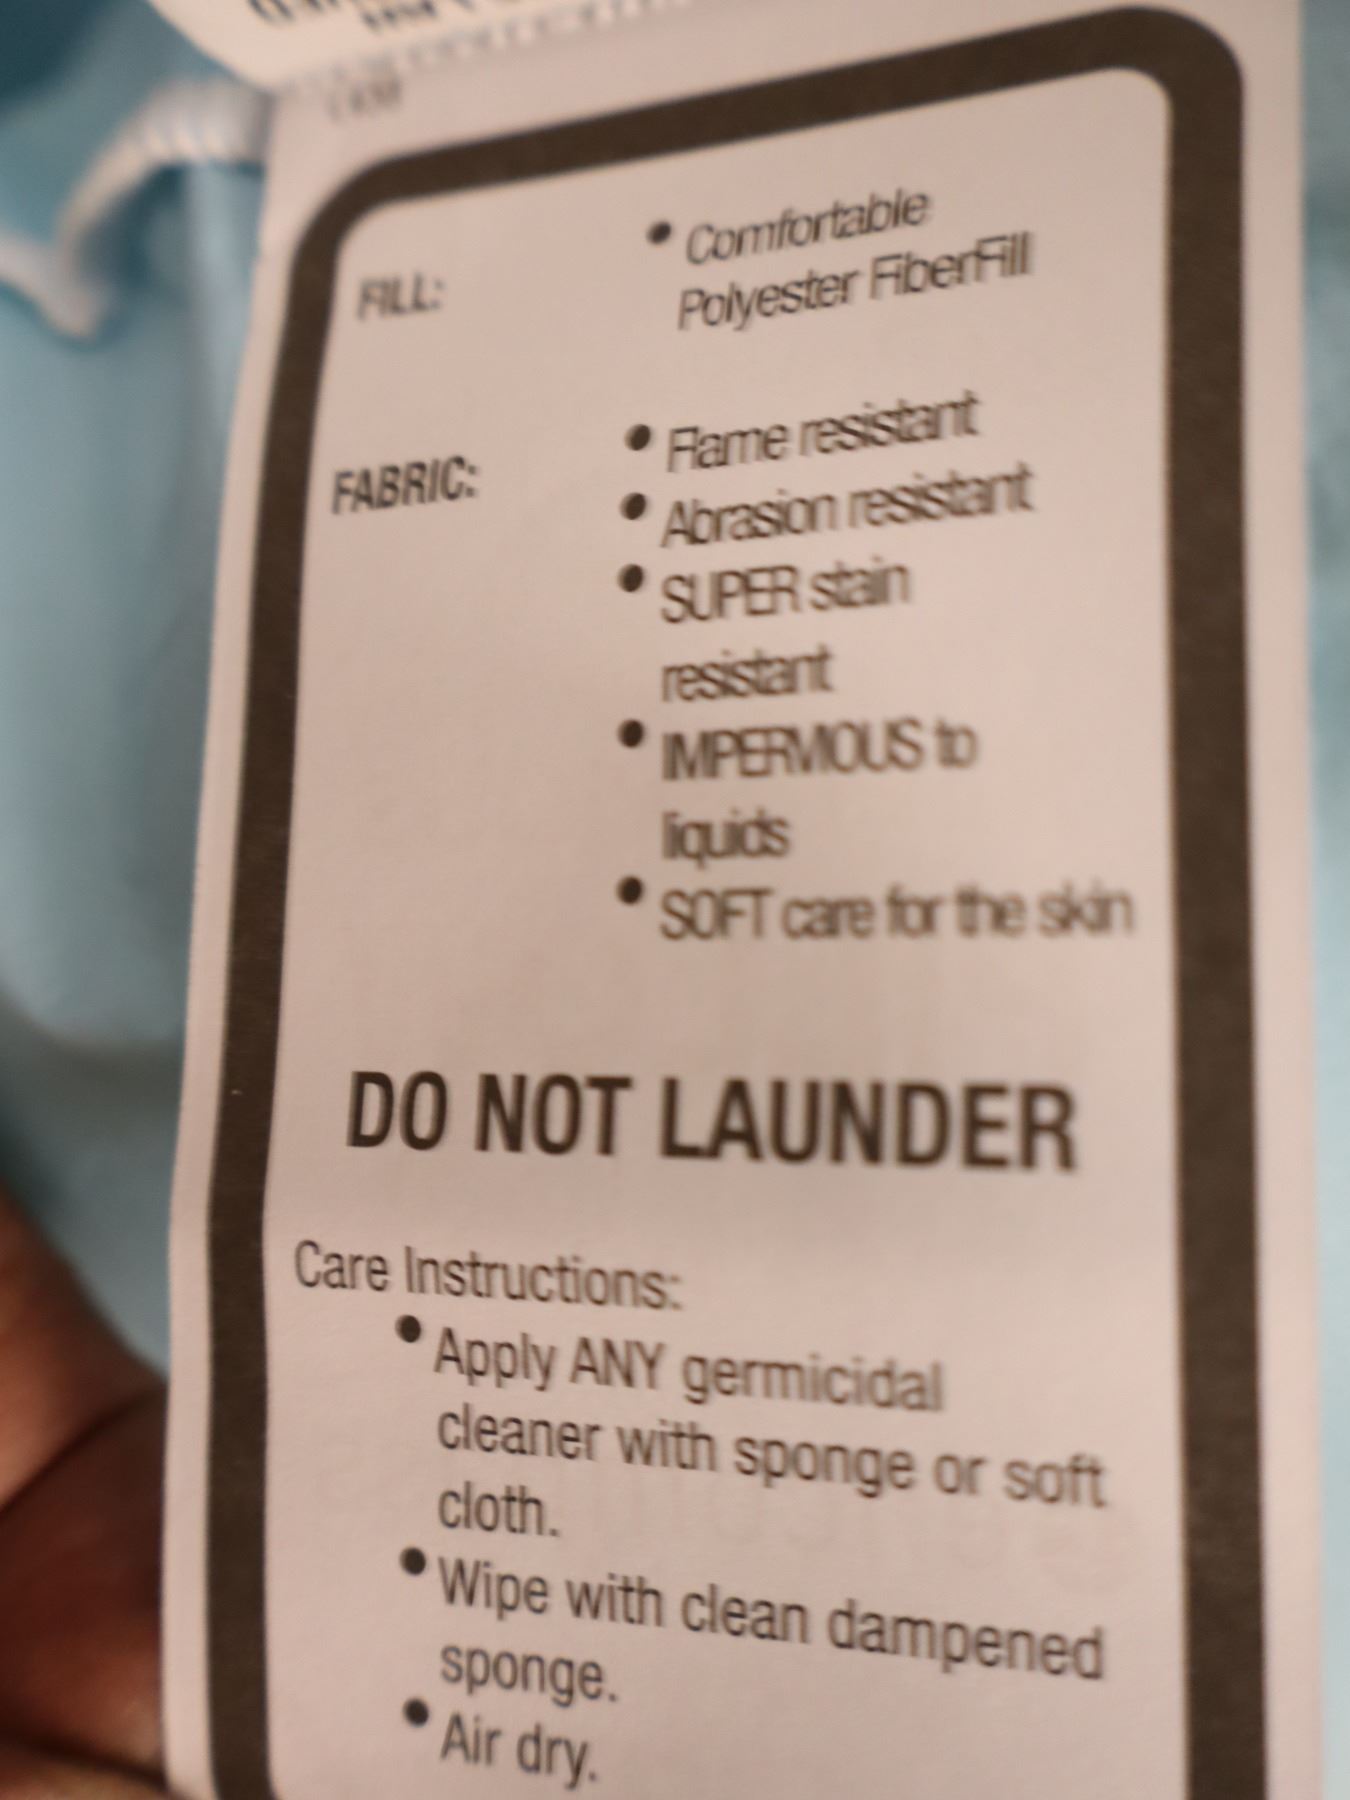 FILL:
• Comfortable
Polyester FiberFill
FABRIC:
• Flame resistant
• Abrasion resistant
• SUPER stain
resistant
• IMPERVIOUS to
liquids
• SOFT care for the skin
DO NOT LAUNDER
Care Instructions:
• Apply ANY germicidal
cleaner with sponge or soft
cloth.
• Wipe with clean dampened
sponge.
• Air dry.